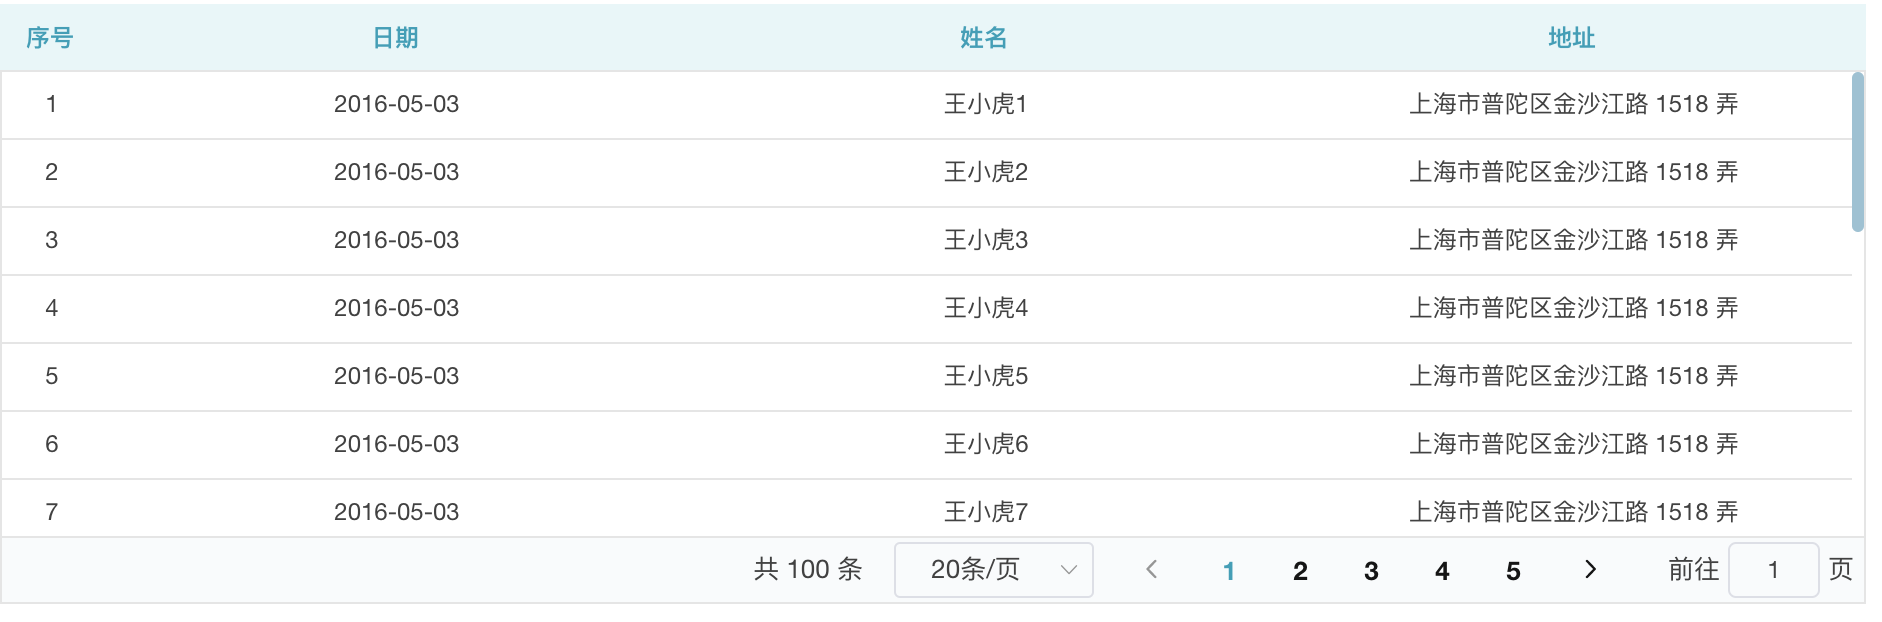 序号 日期 姓名 地址
1 2016-05-03 王小虎1 上海市普陀区金沙江路 1518 弄
2 2016-05-03 王小虎2 上海市普陀区金沙江路 1518 弄
3 2016-05-03 王小虎3 上海市普陀区金沙江路 1518 弄
4 2016-05-03 王小虎4 上海市普陀区金沙江路 1518 弄
5 2016-05-03 王小虎5 上海市普陀区金沙江路 1518 弄
6 2016-05-03 王小虎6 上海市普陀区金沙江路 1518 弄
7 2016-05-03 王小虎7 上海市普陀区金沙江路 1518 弄
共 100 条 20条/页 1 2 3 4 5 前往 1 页